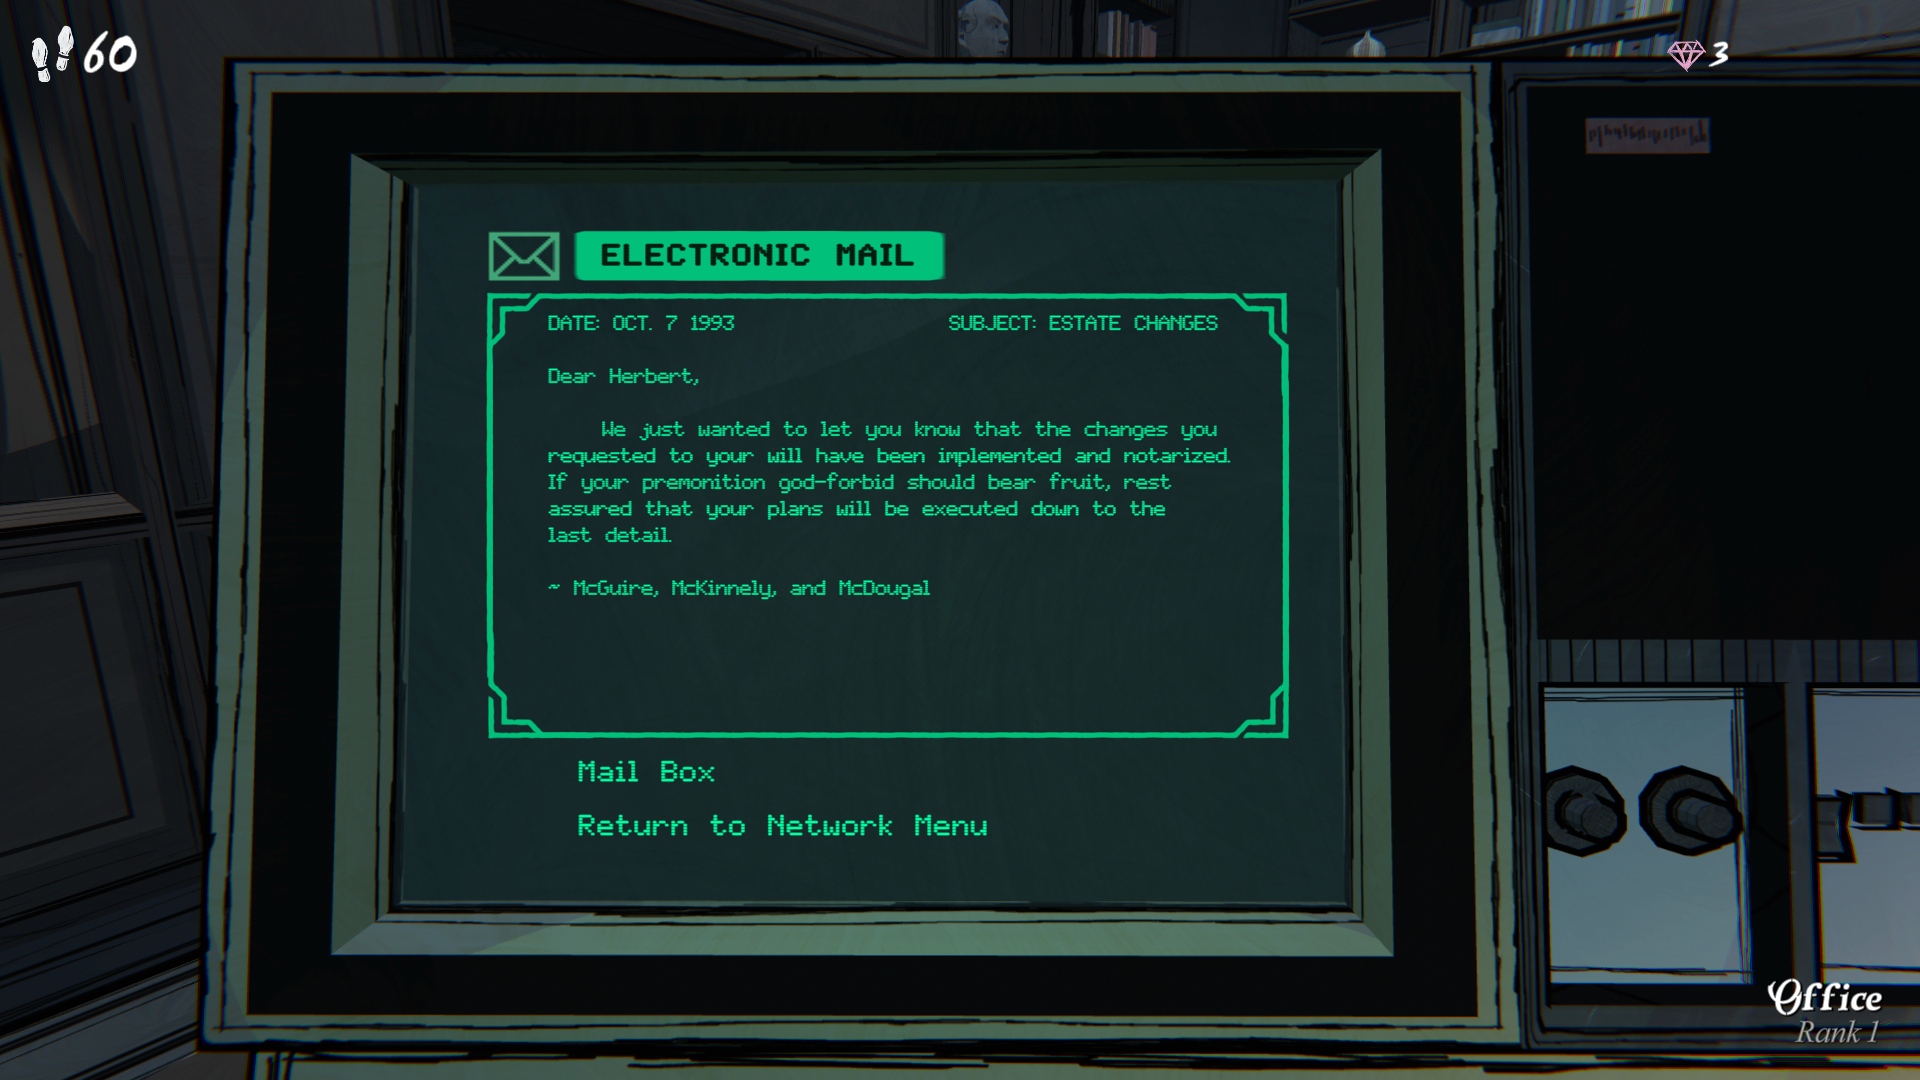 60
3
ELECTRONIC MAIL
DATE: OCT. 7 1993
SUBJECT: ESTATE CHANGES
Dear Herbert,
We just wanted to let you know that the changes you
requested to your will have been implemented and notarized.
If your premonition god-forbid should bear fruit, rest
assured that your plans will be executed down to the
last detail.
~ McGuire, McKinnely, and McDougal
Mail Box
Return to Network Menu
Office
Rank 1